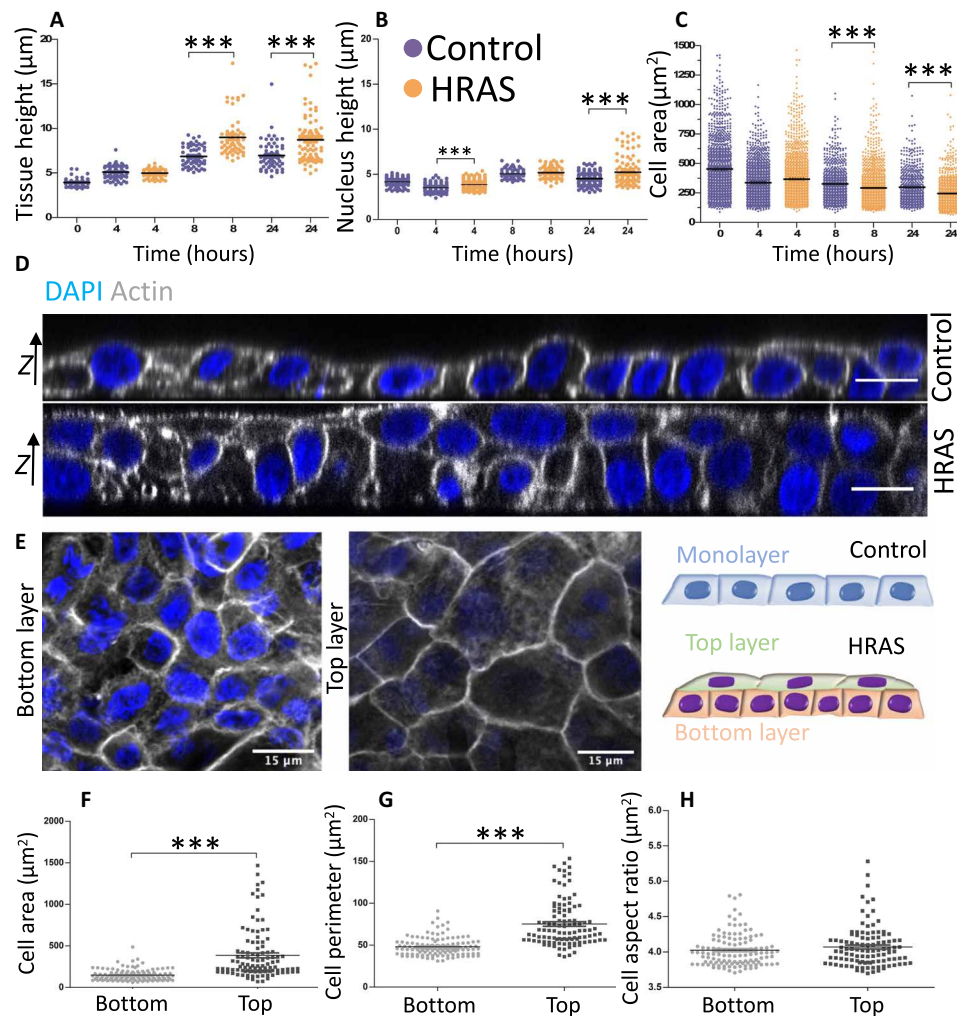 A
Tissue height (μm)
20
15
10
5
0
***
***
0 4 4 8 8 24 24
Time (hours)
B
Nucleus height (μm)
20
15
10
5
0
Control
HRAS
***
***
0 4 4 8 8 24 24
Time (hours)
C
Cell area(μm²)
1500
1250
1000
750
500
250
0
***
***
0 4 4 8 8 24 24
Time (hours)
D
DAPI Actin
Z
Control
Z
HRAS
E
Bottom layer
15 μm
Top layer
15 μm
Monolayer
Control
Top layer
HRAS
Bottom layer
F
Cell area (μm²)
2000
1500
1000
500
0
***
Bottom Top
G
Cell perimeter (μm²)
200
150
100
50
0
***
Bottom Top
H
Cell aspect ratio (μm²)
6.0
5.5
5.0
4.5
4.0
3.5
Bottom Top